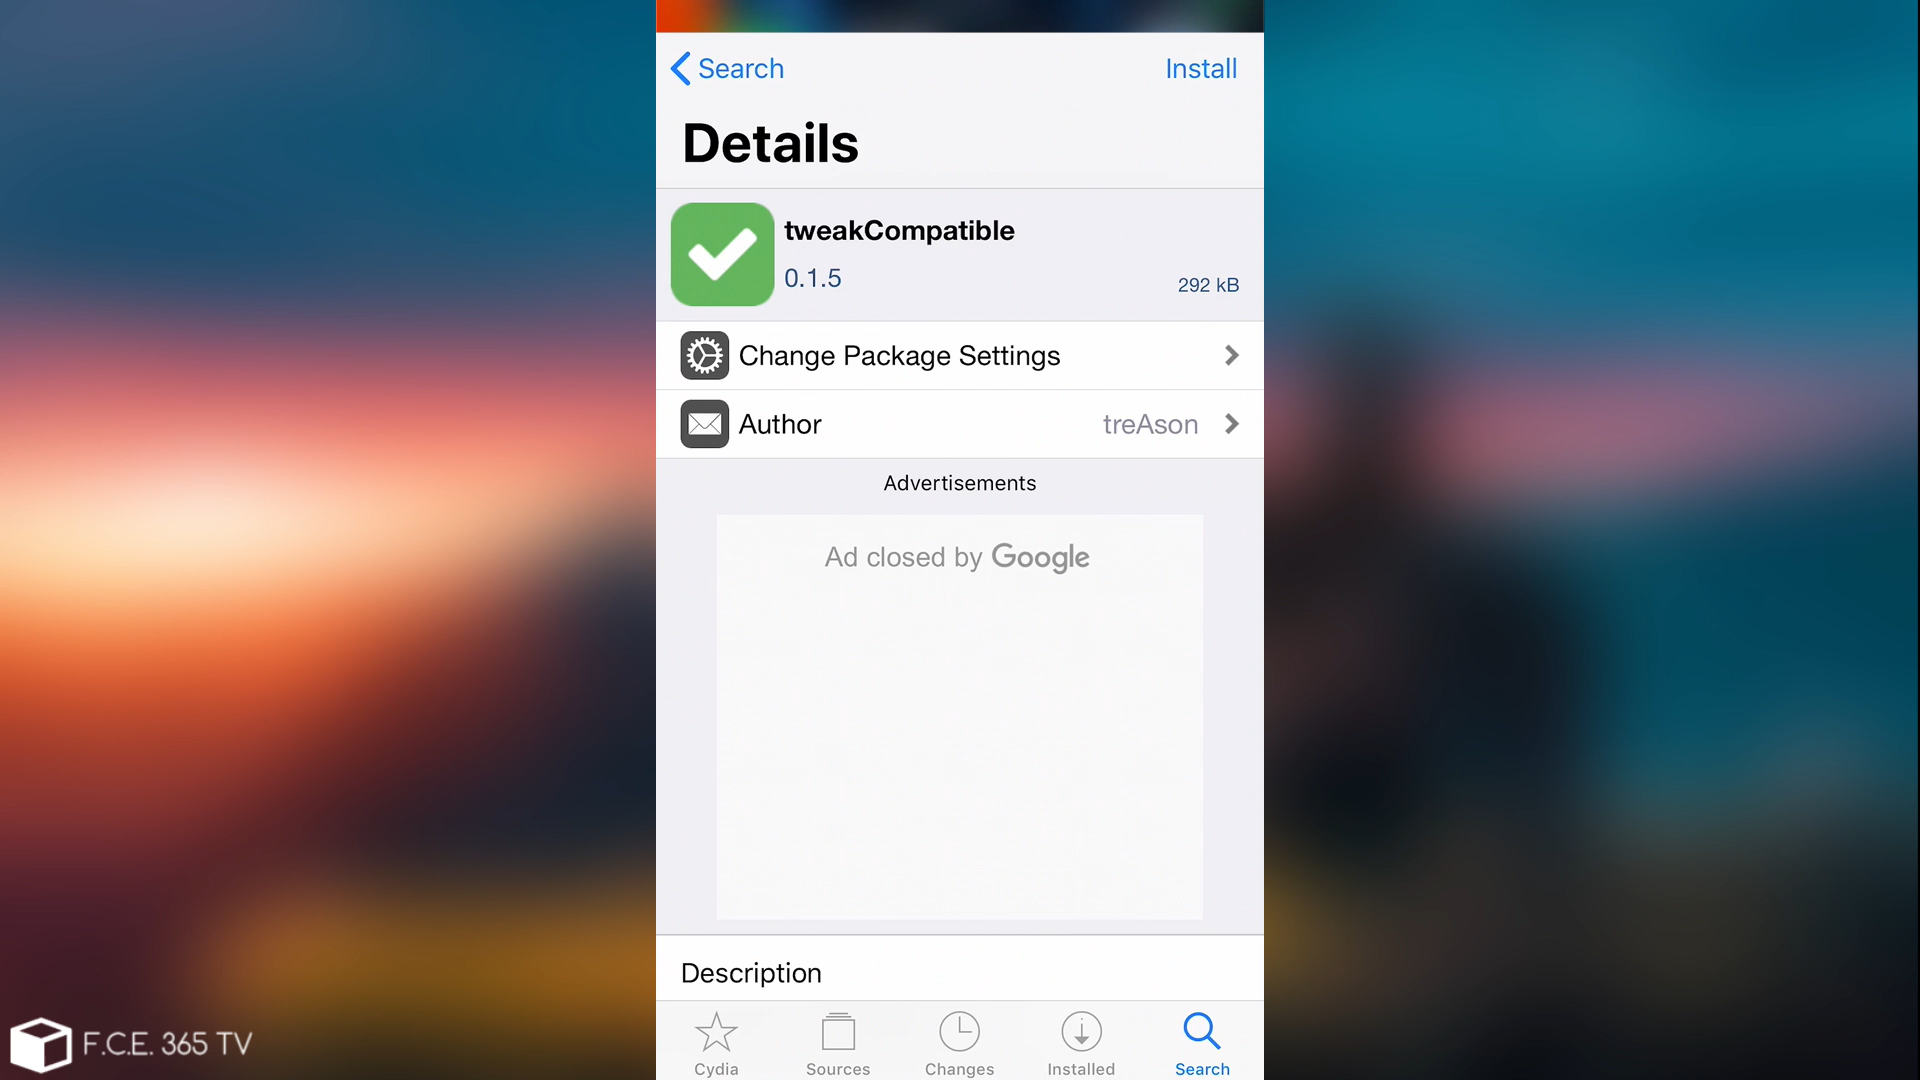 Search
Install
Details
tweakCompatible
0.1.5
292 kB
Change Package Settings
Author
treAson
Advertisements
Ad closed by Google
Description
Cydia
Sources
Changes
Installed
Search
F.C.E. 365 TV